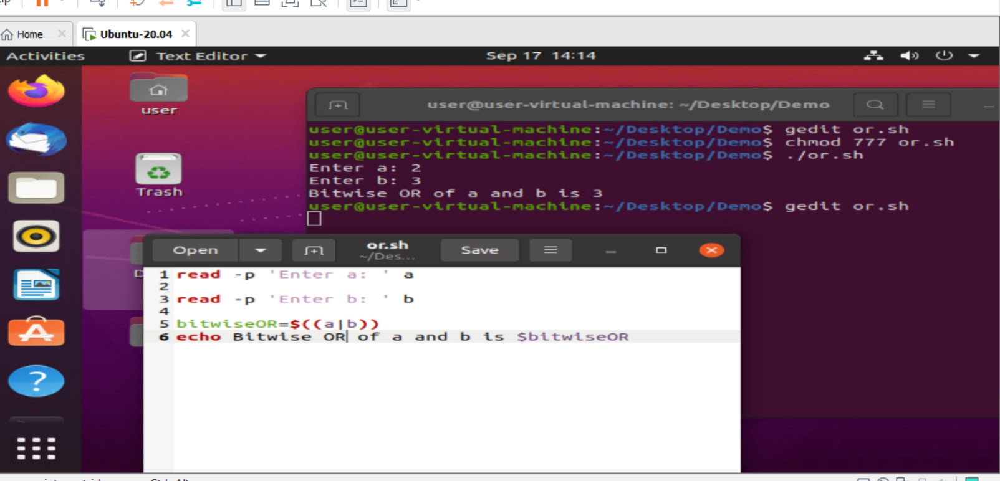 Home
Ubuntu-20.04
Activities
Text Editor
Sep 17 14:14
user
Trash
user@user-virtual-machine: ~/Desktop/Demo
user@user-virtual-machine:~/Desktop/Demo$ gedit or.sh
user@user-virtual-machine:~/Desktop/Demo$ chmod 777 or.sh
user@user-virtual-machine:~/Desktop/Demo$ ./or.sh
Enter a: 2
Enter b: 3
Bitwise OR of a and b is 3
user@user-virtual-machine:~/Desktop/Demo$ gedit or.sh
Open
or.sh
~/Des...
Save
1 read -p 'Enter a: ' a
2
3 read -p 'Enter b: ' b
4
5 bitwiseOR=$((a|b))
6 echo Bitwise OR of a and b is $bitwiseOR